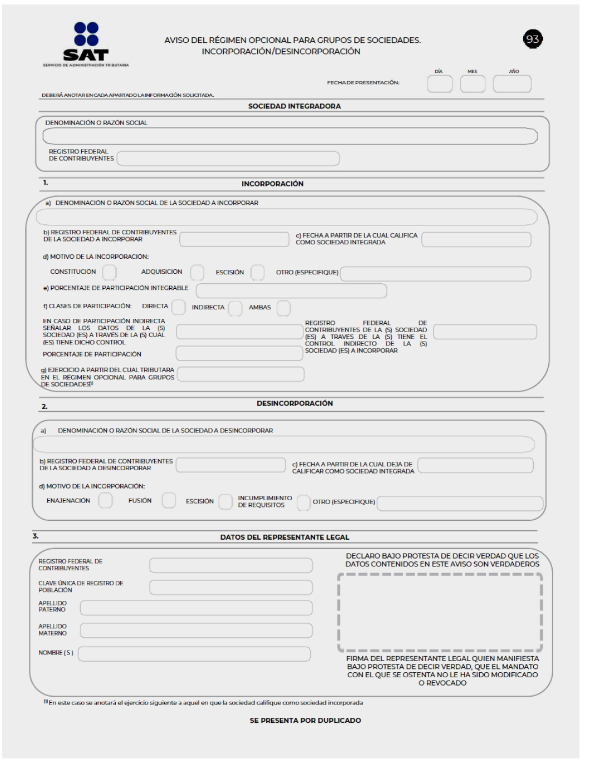 SAT
SERVICIO DE ADMINISTRACIÓN TRIBUTARIA
AVISO DEL RÉGIMEN OPCIONAL PARA GRUPOS DE SOCIEDADES.
INCORPORACIÓN/DESINCORPORACIÓN
93
DÍA MES AÑO
FECHA DE PRESENTACIÓN:
DEBERÁ ANOTAR EN CADA APARTADO LA INFORMACIÓN SOLICITADA.
SOCIEDAD INTEGRADORA
DENOMINACIÓN O RAZÓN SOCIAL
REGISTRO FEDERAL
DE CONTRIBUYENTES
1. INCORPORACIÓN
a) DENOMINACIÓN O RAZÓN SOCIAL DE LA SOCIEDAD A INCORPORAR
b) REGISTRO FEDERAL DE CONTRIBUYENTES
DE LA SOCIEDAD A INCORPORAR
c) FECHA A PARTIR DE LA CUAL CALIFICA
COMO SOCIEDAD INTEGRADA
d) MOTIVO DE LA INCORPORACIÓN:
CONSTITUCIÓN ADQUISICIÓN ESCISIÓN OTRO (ESPECIFIQUE)
e) PORCENTAJE DE PARTICIPACIÓN INTEGRABLE
f) CLASES DE PARTICIPACIÓN: DIRECTA INDIRECTA AMBAS
EN CASO DE PARTICIPACIÓN INDIRECTA
SEÑALAR LOS DATOS DE LA (S)
SOCIEDAD (ES) A TRAVÉS DE LA (S) CUAL
(ES) TIENE DICHO CONTROL
REGISTRO FEDERAL DE
CONTRIBUYENTES DE LA (S) SOCIEDAD
(ES) A TRAVÉS DE LA (S) TIENE EL
CONTROL INDIRECTO DE LA (S)
SOCIEDAD (ES) A INCORPORAR
PORCENTAJE DE PARTICIPACIÓN
g) EJERCICIO A PARTIR DEL CUAL TRIBUTARA
EN EL RÉGIMEN OPCIONAL PARA GRUPOS
DE SOCIEDADES(1)
2. DESINCORPORACIÓN
a) DENOMINACIÓN O RAZÓN SOCIAL DE LA SOCIEDAD A DESINCORPORAR
b) REGISTRO FEDERAL DE CONTRIBUYENTES
DE LA SOCIEDAD A DESINCORPORAR
c) FECHA A PARTIR DE LA CUAL DEJA DE
CALIFICAR COMO SOCIEDAD INTEGRADA
d) MOTIVO DE LA INCORPORACIÓN:
ENAJENACIÓN FUSIÓN ESCISIÓN INCUMPLIMIENTO
DE REQUISITOS OTRO (ESPECIFIQUE)
3. DATOS DEL REPRESENTANTE LEGAL
REGISTRO FEDERAL DE
CONTRIBUYENTES
CLAVE ÚNICA DE REGISTRO DE
POBLACIÓN
APELLIDO
PATERNO
APELLIDO
MATERNO
NOMBRE ( S )
DECLARO BAJO PROTESTA DE DECIR VERDAD QUE LOS
DATOS CONTENIDOS EN ESTE AVISO SON VERDADEROS
FIRMA DEL REPRESENTANTE LEGAL QUIEN MANIFIESTA
BAJO PROTESTA DE DECIR VERDAD, QUE EL MANDATO
CON EL QUE SE OSTENTA NO LE HA SIDO MODIFICADO
O REVOCADO
(1) En este caso se anotará el ejercicio siguiente a aquel en que la sociedad califique como sociedad incorporada
SE PRESENTA POR DUPLICADO